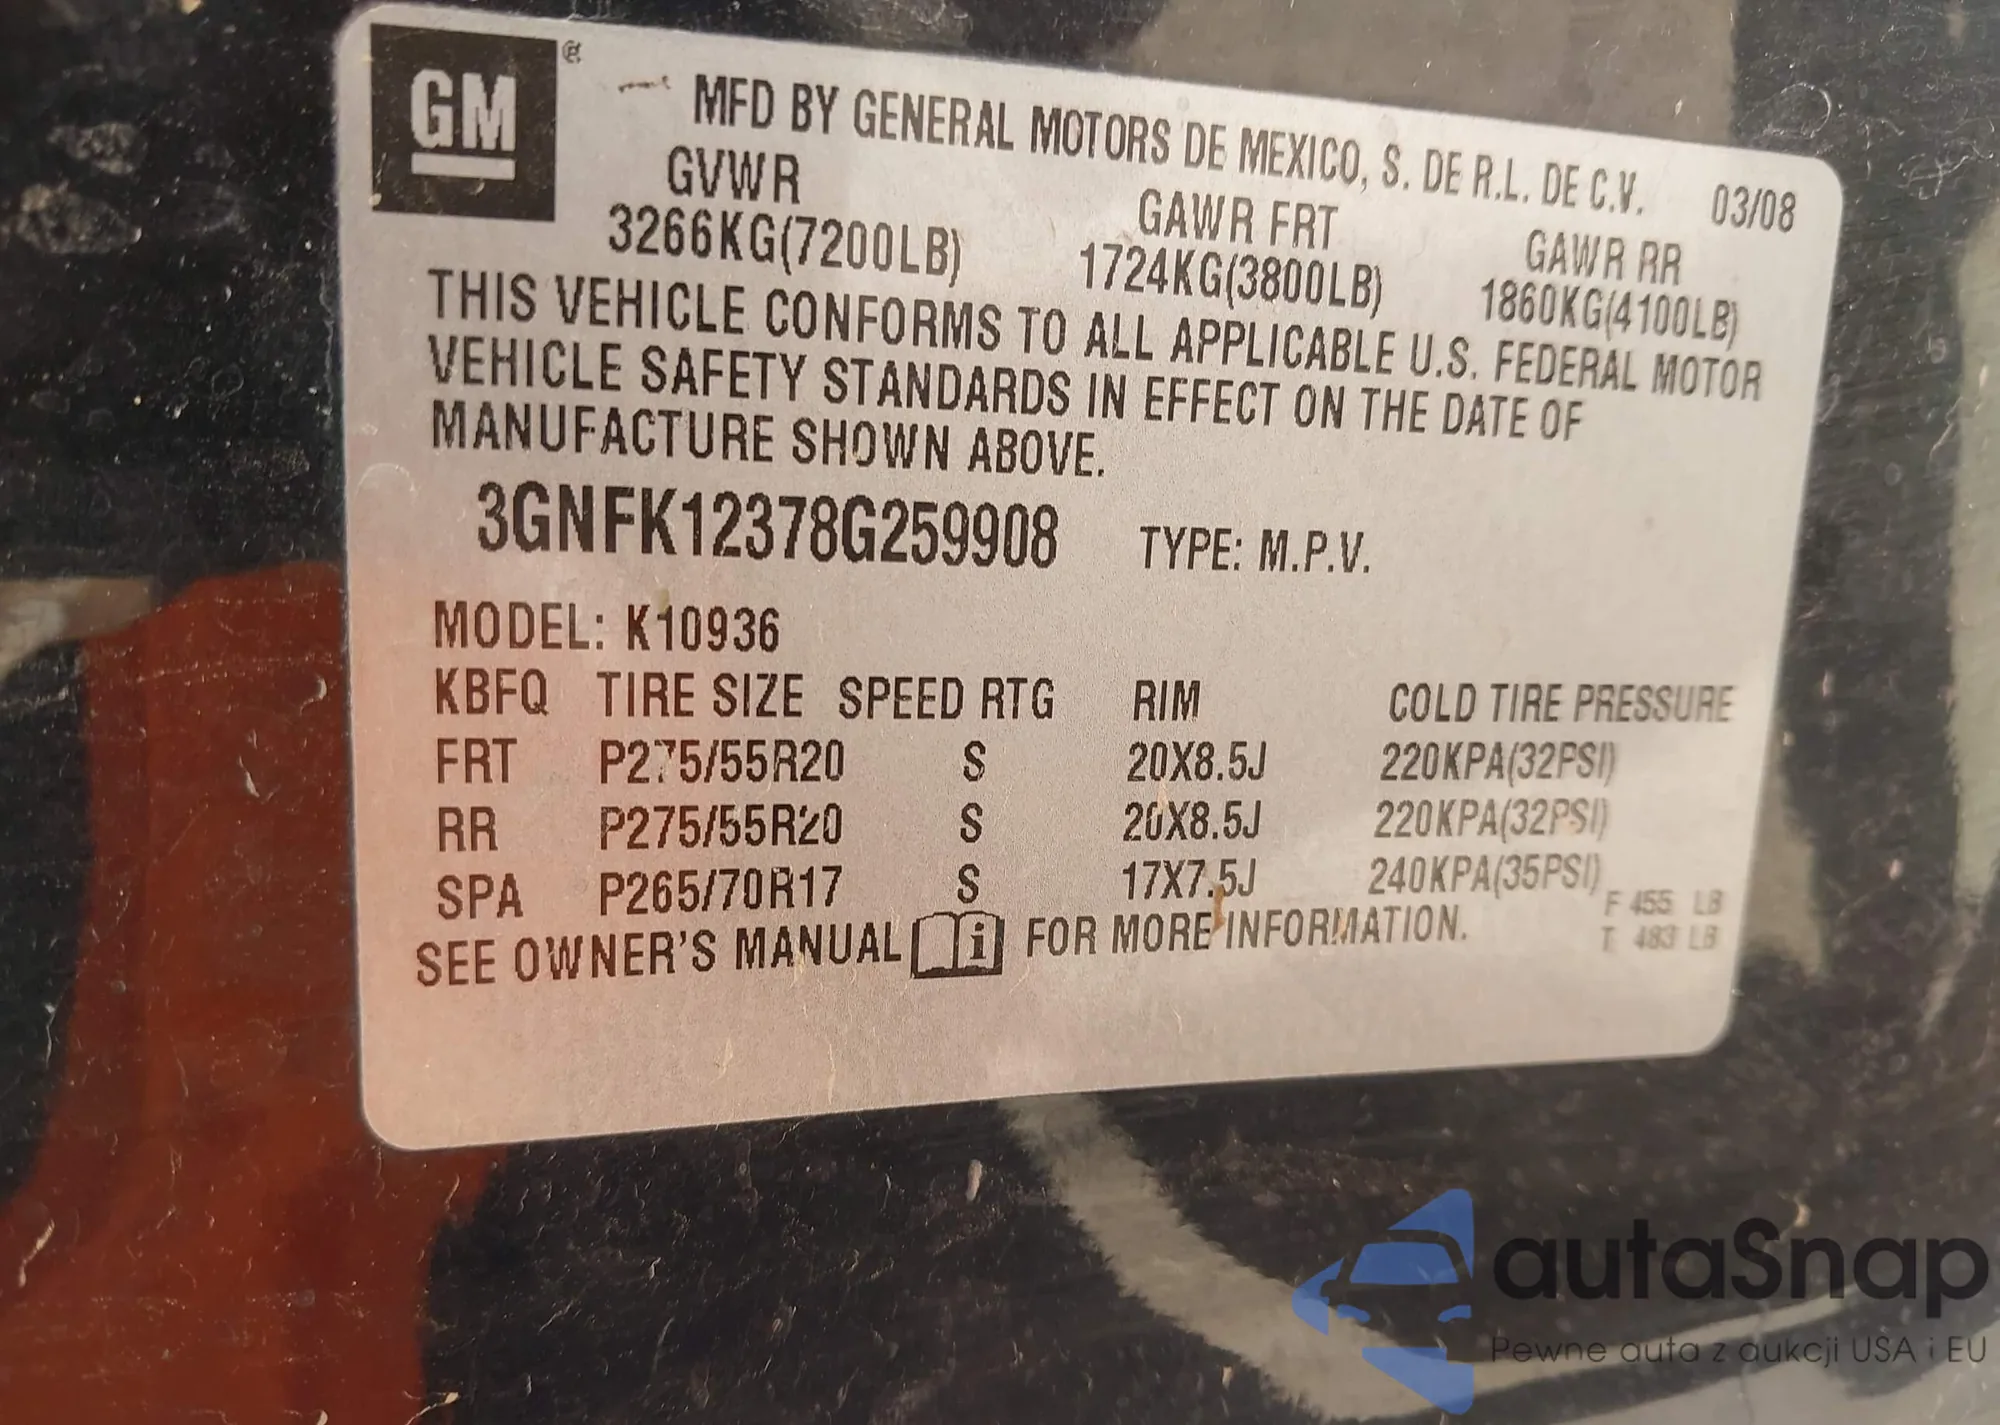 GM ®
MFD BY GENERAL MOTORS DE MEXICO, S. DE R.L. DE C.V. 03/08
GVWR GAWR FRT GAWR RR
3266KG(7200LB) 1724KG(3800LB) 1860KG(4100LB)
THIS VEHICLE CONFORMS TO ALL APPLICABLE U.S. FEDERAL MOTOR
VEHICLE SAFETY STANDARDS IN EFFECT ON THE DATE OF
MANUFACTURE SHOWN ABOVE.
3GNFK12378G259908 TYPE: M.P.V.
MODEL: K10936
KBFQ TIRE SIZE SPEED RTG RIM COLD TIRE PRESSURE
FRT P275/55R20 S 20X8.5J 220KPA(32PSI)
RR P275/55R20 S 20X8.5J 220KPA(32PSI)
SPA P265/70R17 S 17X7.5J 240KPA(35PSI)
F 455 LB
T 483 LB
SEE OWNER'S MANUAL i FOR MORE INFORMATION.
autaSnap
Pewne auta z aukcji USA i EU